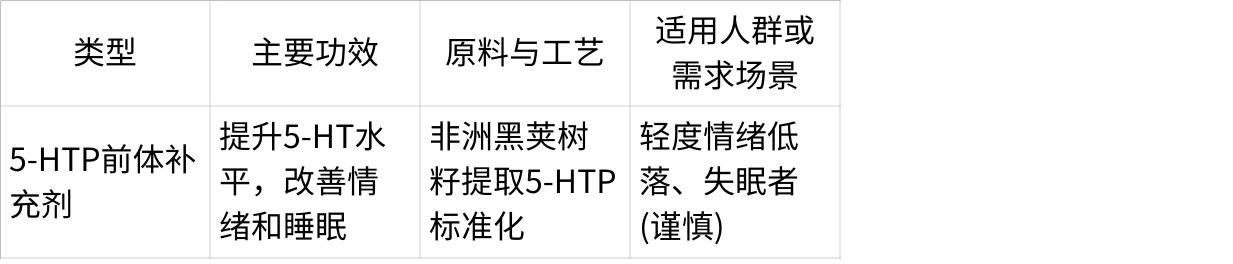 类型
主要功效
原料与工艺
适用人群或
需求场景
5-HTP前体补
充剂
提升5-HT水
平，改善情
绪和睡眠
非洲黑荚树
籽提取5-HTP
标准化
轻度情绪低
落、失眠者
(谨慎)